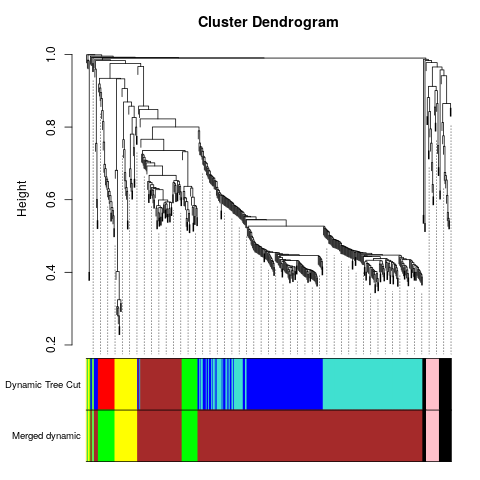 Cluster Dendrogram
Height
1.0
0.8
0.6
0.4
0.2
Dynamic Tree Cut
Merged dynamic